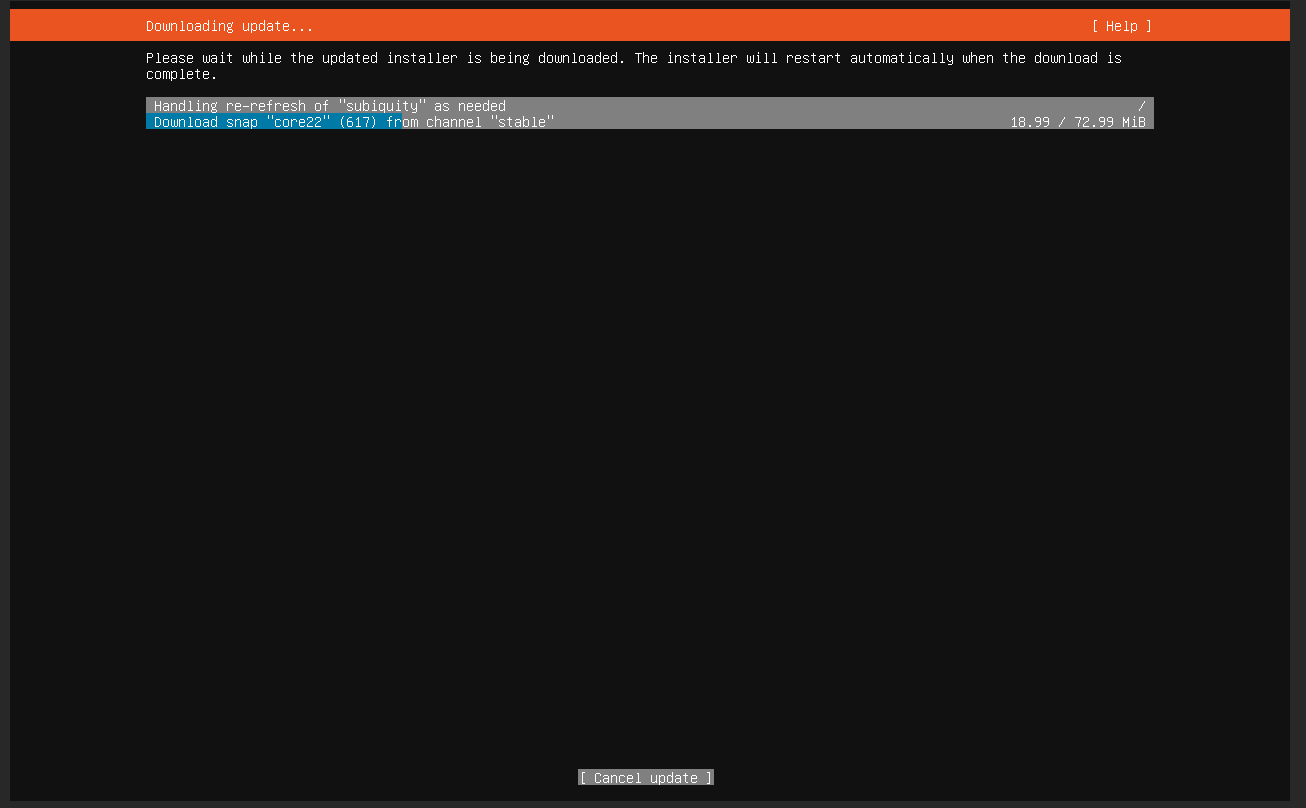 Downloading update...
[ Help ]
Please wait while the updated installer is being downloaded. The installer will restart automatically when the download is
complete.
Handling re-refresh of "subiquity" as needed /
Download snap "core22" (617) from channel "stable" 18.99 / 72.99 MiB
[ Cancel update ]